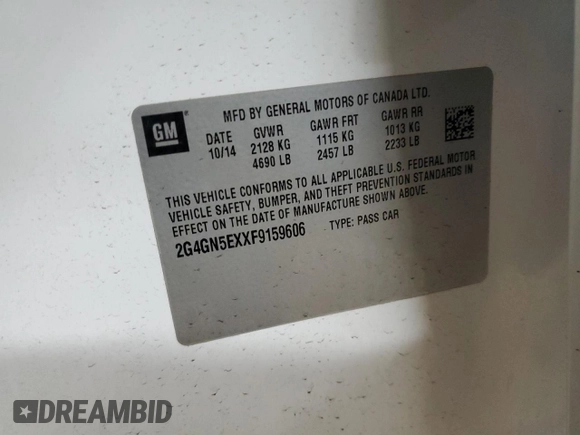 MFD BY GENERAL MOTORS OF CANADA LTD.
GM
DATE GVWR GAWR FRT GAWR RR
10/14 2128 KG 1115 KG 1013 KG
4690 LB 2457 LB 2233 LB
THIS VEHICLE CONFORMS TO ALL APPLICABLE U.S. FEDERAL MOTOR
VEHICLE SAFETY, BUMPER, AND THEFT PREVENTION STANDARDS IN
EFFECT ON THE DATE OF MANUFACTURE SHOWN ABOVE.
2G4GN5EXXF9159606 TYPE: PASS CAR
DREAMBID